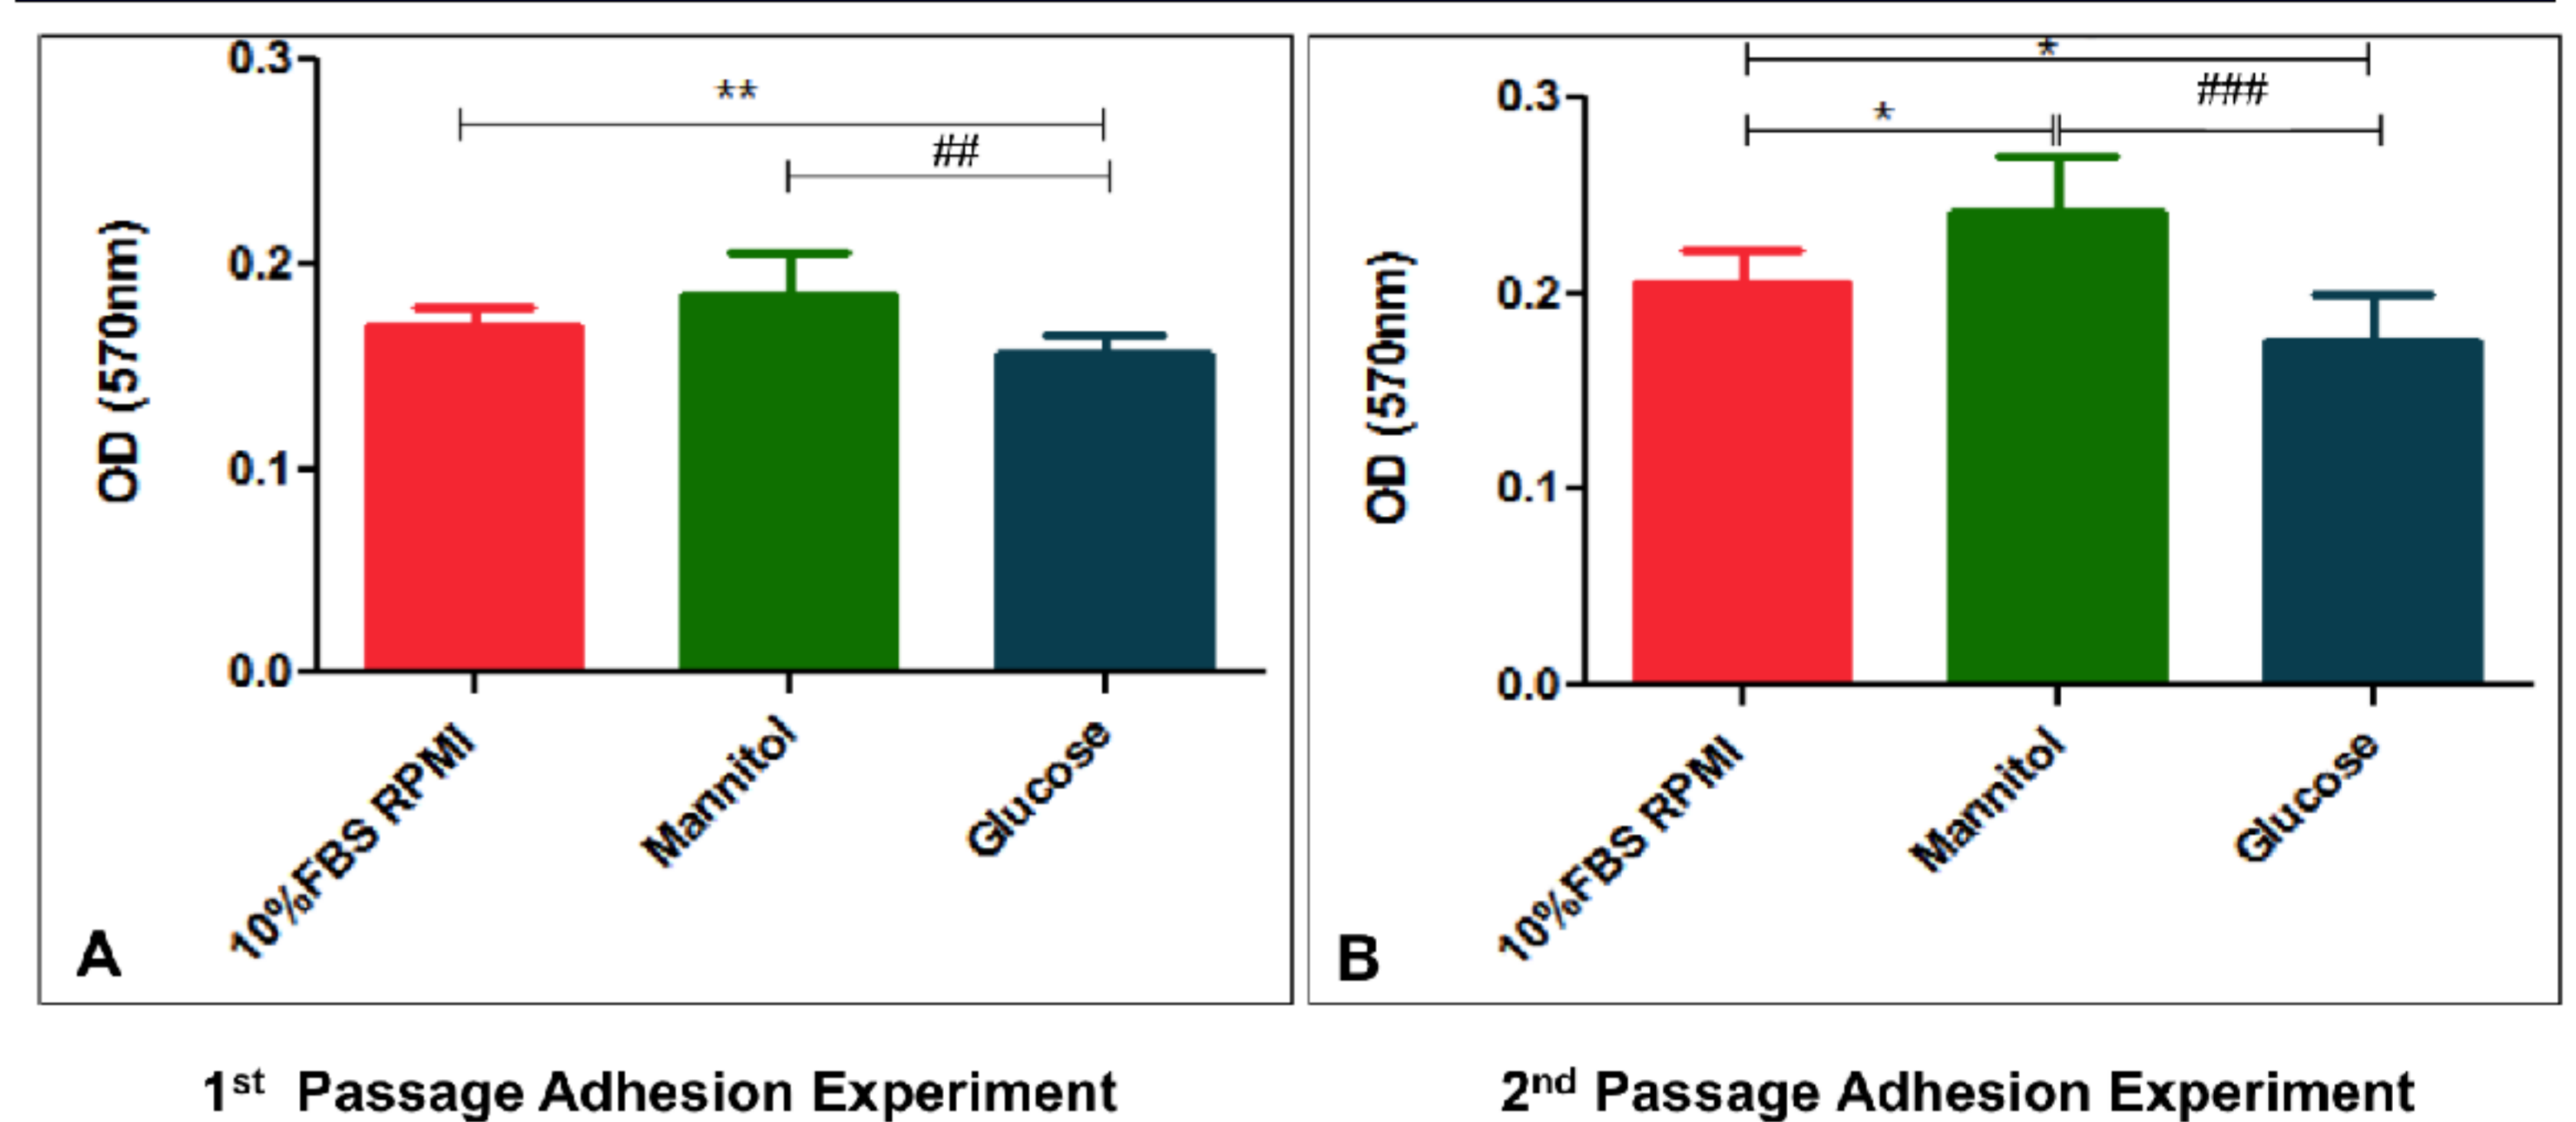 0.3
0.2
0.1
0.0
OD (570nm)
**
##
10%FBS RPMI
Mannitol
Glucose
A
1st Passage Adhesion Experiment
*
*
###
0.3
0.2
0.1
0.0
OD (570nm)
10%FBS RPMI
Mannitol
Glucose
B
2nd Passage Adhesion Experiment